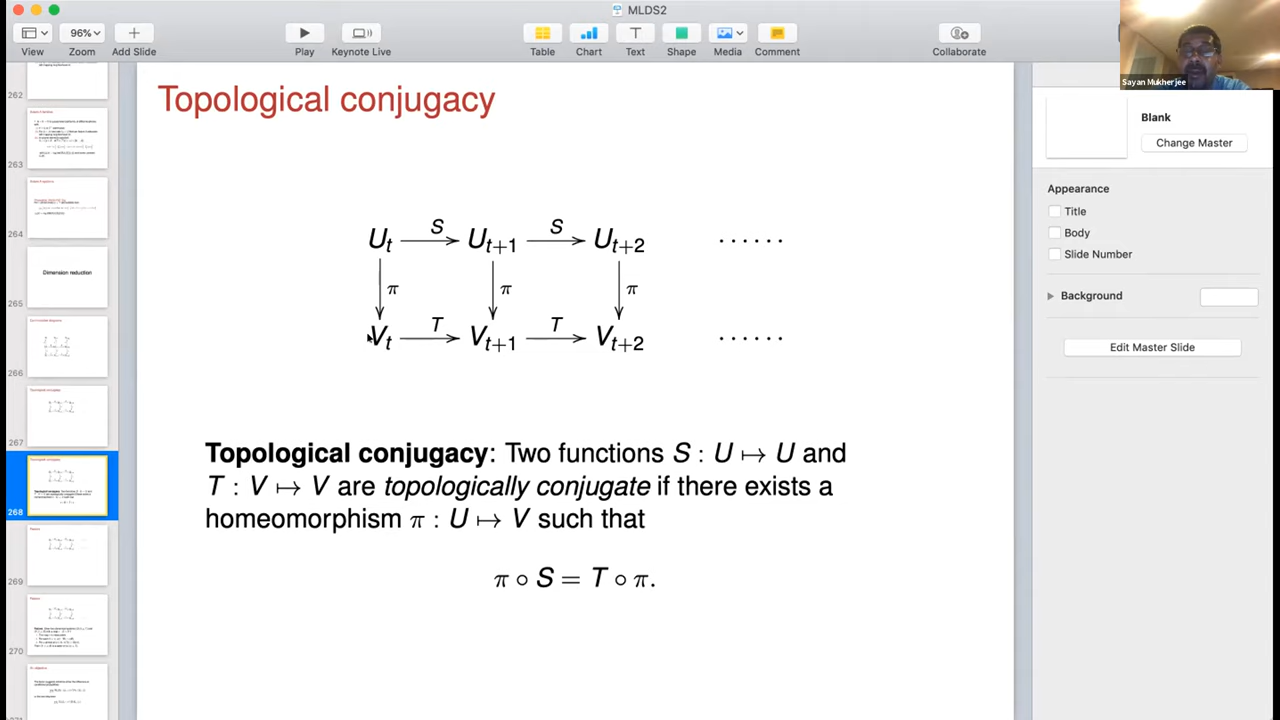 MLDS2
96%
View
Zoom
Add Slide
Play
Keynote Live
Table
Chart
Text
Shape
Media
Comment
Collaborate
Sayan Mukherjee
Topological conjugacy
U_t S U_{t+1} S U_{t+2} ······
π π π
V_t T V_{t+1} T V_{t+2} ······
Topological conjugacy: Two functions S : U ↦ U and
T : V ↦ V are topologically conjugate if there exists a
homeomorphism π : U ↦ V such that
π ∘ S = T ∘ π.
262
263
264
Dimension reduction
265
266
267
268
269
270
Blank
Change Master
Appearance
Title
Body
Slide Number
Background
Edit Master Slide